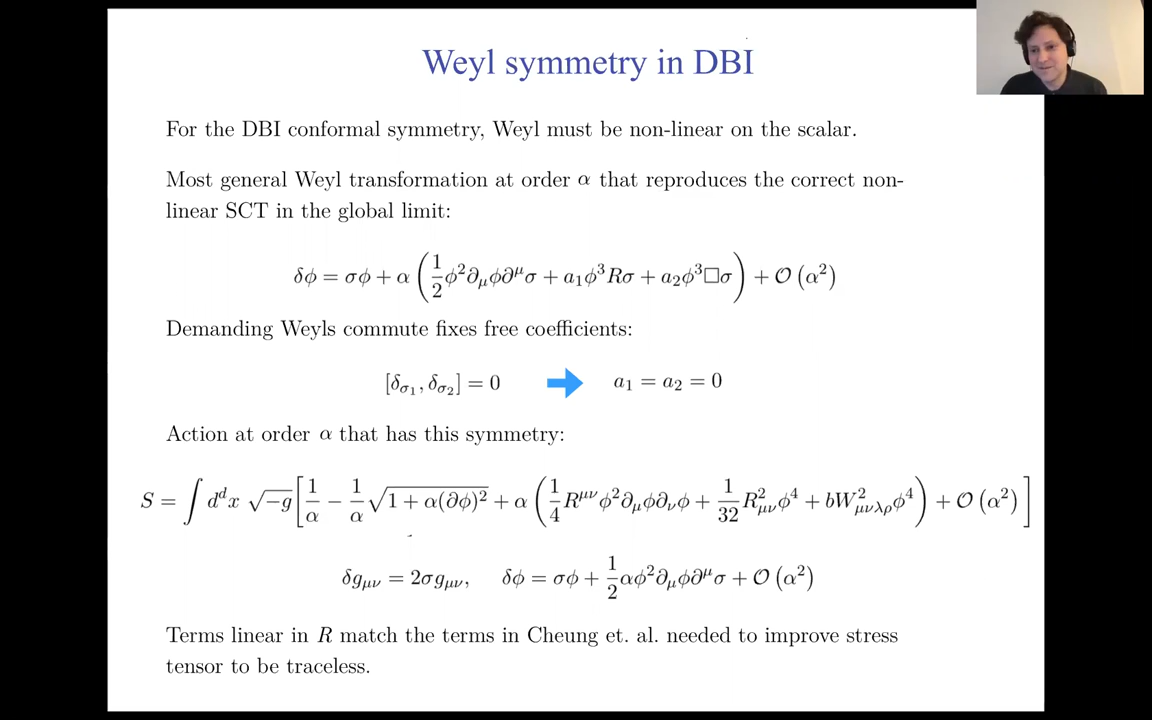 Weyl symmetry in DBI
For the DBI conformal symmetry, Weyl must be non-linear on the scalar.
Most general Weyl transformation at order α that reproduces the correct non-
linear SCT in the global limit:
δϕ = σϕ + α (1/2 ϕ² ∂_μϕ∂^μσ + a₁ϕ³Rσ + a₂ϕ³□σ) + 𝒪(α²)
Demanding Weyls commute fixes free coefficients:
[δ_σ₁, δ_σ₂] = 0 ➡ a₁ = a₂ = 0
Action at order α that has this symmetry:
S = ∫ d^d x √−g [1/α − 1/α √(1 + α(∂ϕ)²) + α (1/4 R^μν ϕ² ∂_μϕ∂_νϕ + 1/32 R²_μν ϕ⁴ + bW²_μνλρ ϕ⁴) + 𝒪(α²)]
δg_μν = 2σg_μν, δϕ = σϕ + 1/2 αϕ² ∂_μϕ∂^μσ + 𝒪(α²)
Terms linear in R match the terms in Cheung et. al. needed to improve stress
tensor to be traceless.